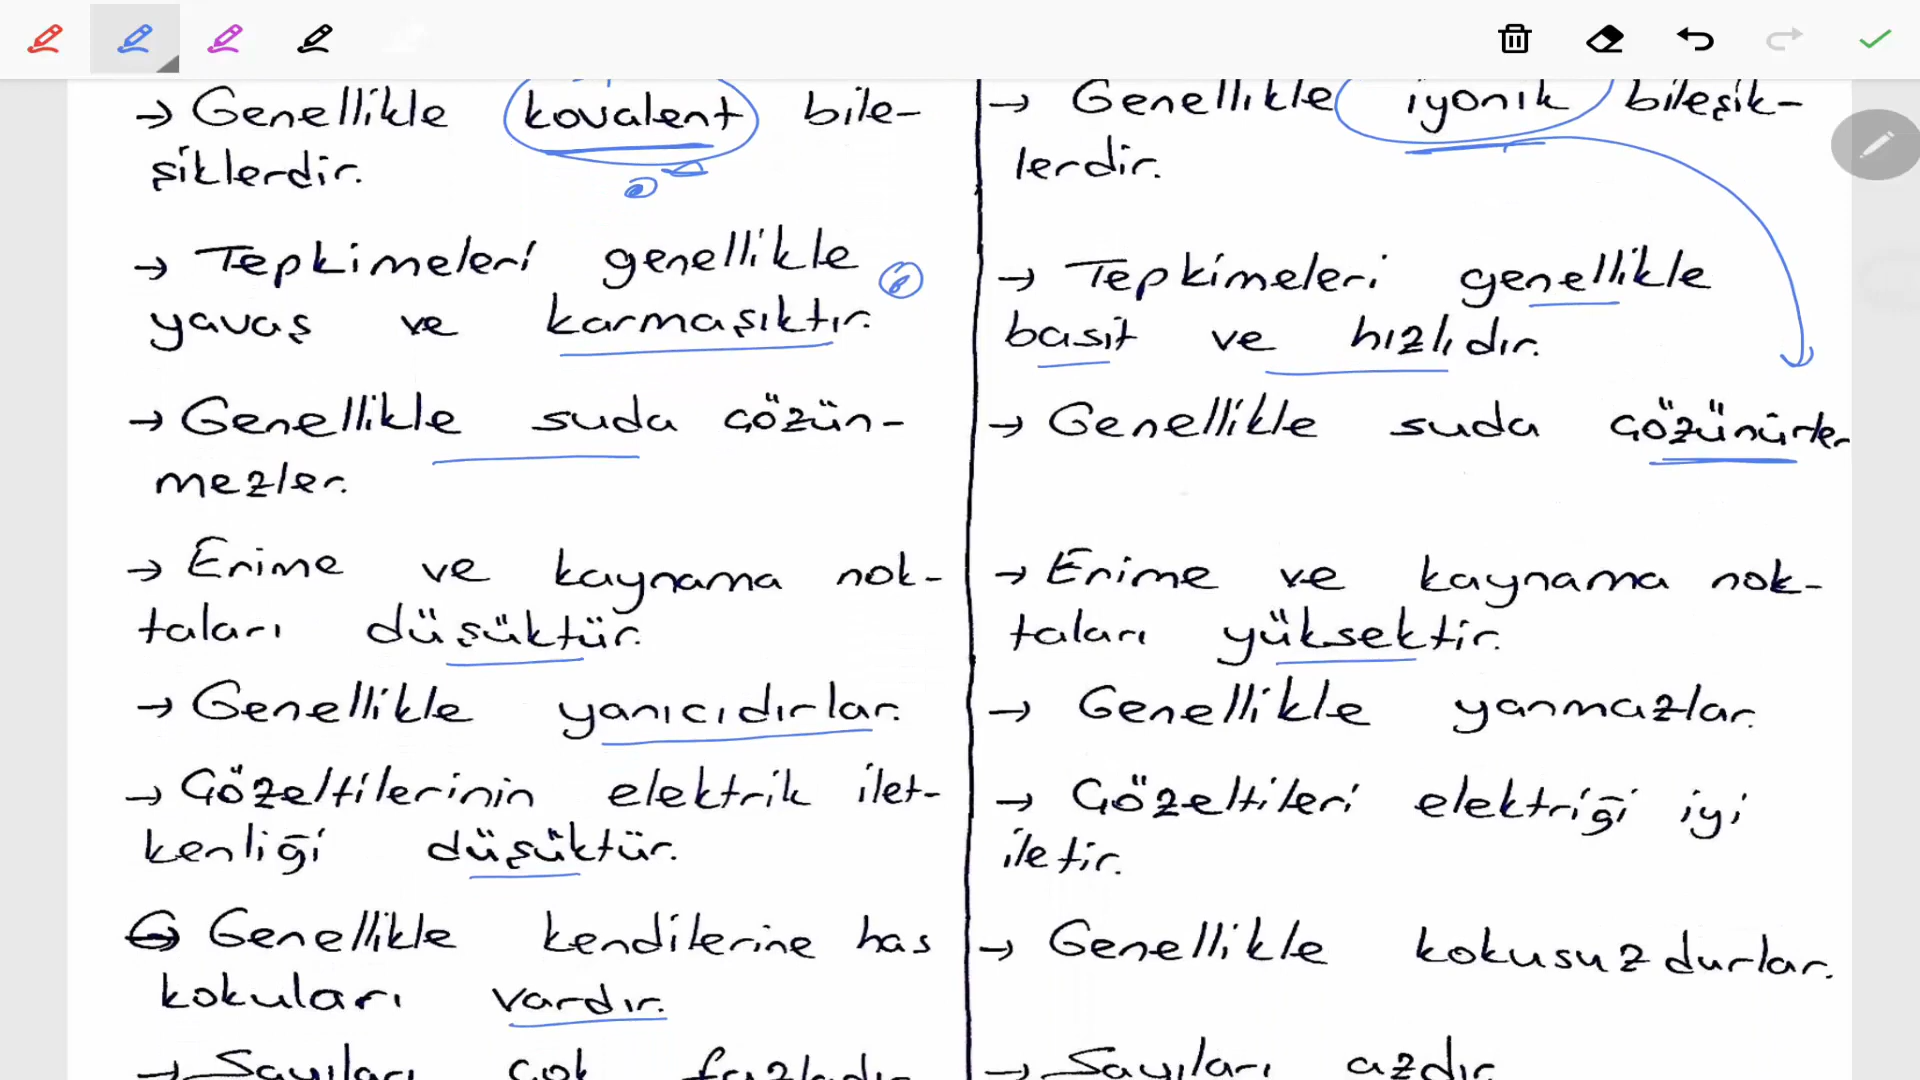 → Genellikle kovalent bile-
şiklerdir.
→ Tepkimeleri genellikle
yavaş ve karmaşıktır.
→ Genellikle suda çözün-
mezler.
→ Erime ve kaynama nok-
taları düşüktür.
→ Genellikle yanıcıdırlar.
→ Çözeltilerinin elektrik ilet-
kenliği düşüktür.
→ Genellikle kendilerine has
kokuları vardır.
→ Sayıları çok fazladır
→ Genellikle iyonik bileşik-
lerdir.
→ Tepkimeleri genellikle
basit ve hızlıdır.
→ Genellikle suda çözünürler
→ Erime ve kaynama nok-
taları yüksektir.
→ Genellikle yanmazlar.
→ Çözeltileri elektriği iyi
iletir.
→ Genellikle kokusuzdurlar.
→ Sayıları azdır